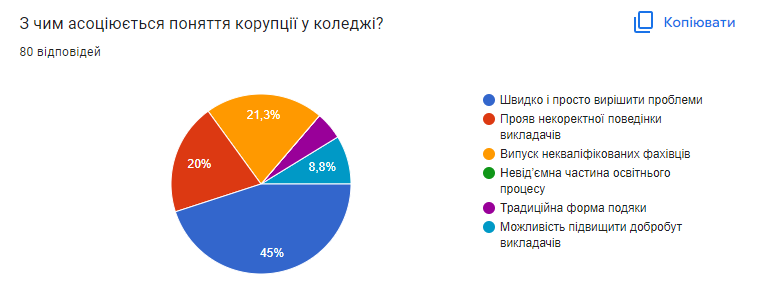 З чим асоціюється поняття корупції у коледжі?
Копіювати
80 відповідей
21,3%
20%
8,8%
45%
Швидко і просто вирішити проблеми
Прояв некоректної поведінки
викладачів
Випуск некваліфікованих фахівців
Невід’ємна частина освітнього
процесу
Традиційна форма подяки
Можливість підвищити добробут
викладачів